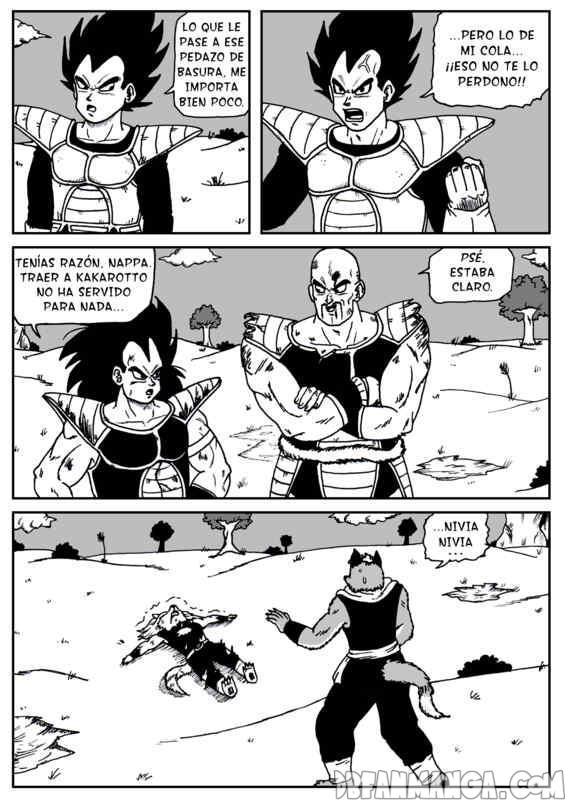 LO QUE LE
PASE A ESE
PEDAZO DE
BASURA, ME
IMPORTA
BIEN POCO.
...PERO LO DE
MI COLA...
¡¡ESO NO TE LO
PERDONO!!
TENÍAS RAZÓN, NAPPA.
TRAER A KAKAROTTO
NO HA SERVIDO
PARA NADA...
PSÉ.
ESTABA
CLARO.
...NIVIA
NIVIA
...
DBFANMANGA.COM